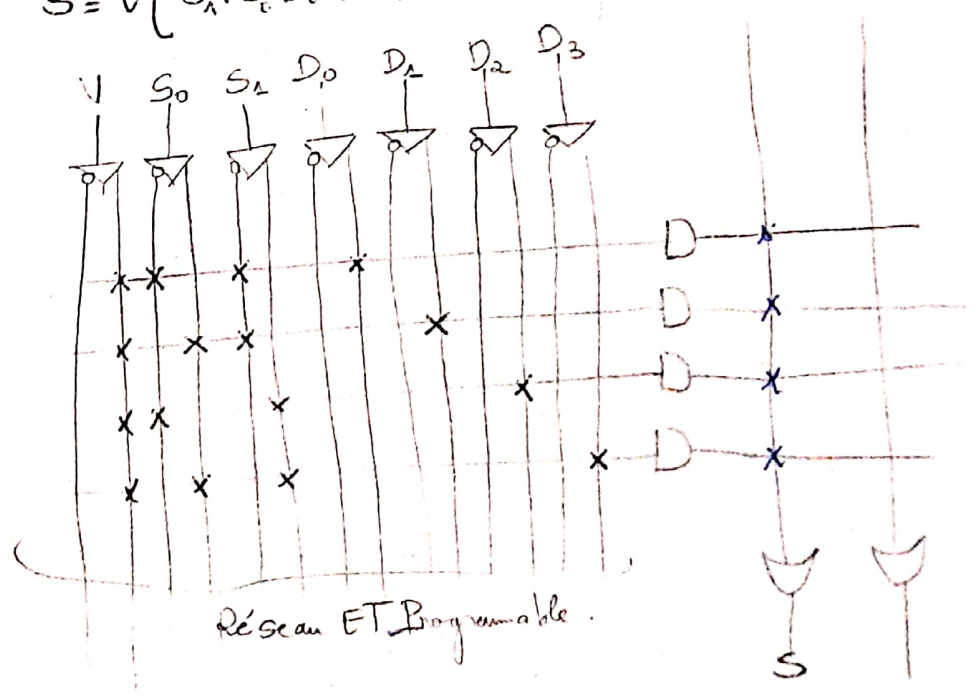 S = V(
V S₀ S₁ D₀ D₁ D₂ D₃
Réseau ET Programmable.
S